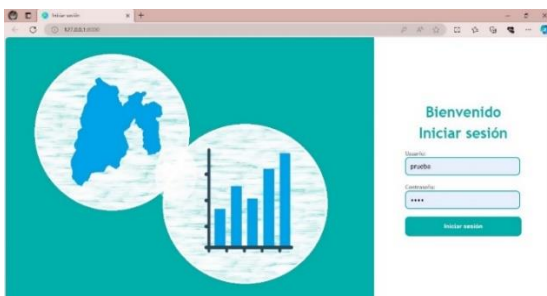 Iniciar sesión
Bienvenido
Iniciar sesión
Usuario:
prueba
Contraseña:
••••
Iniciar sesión